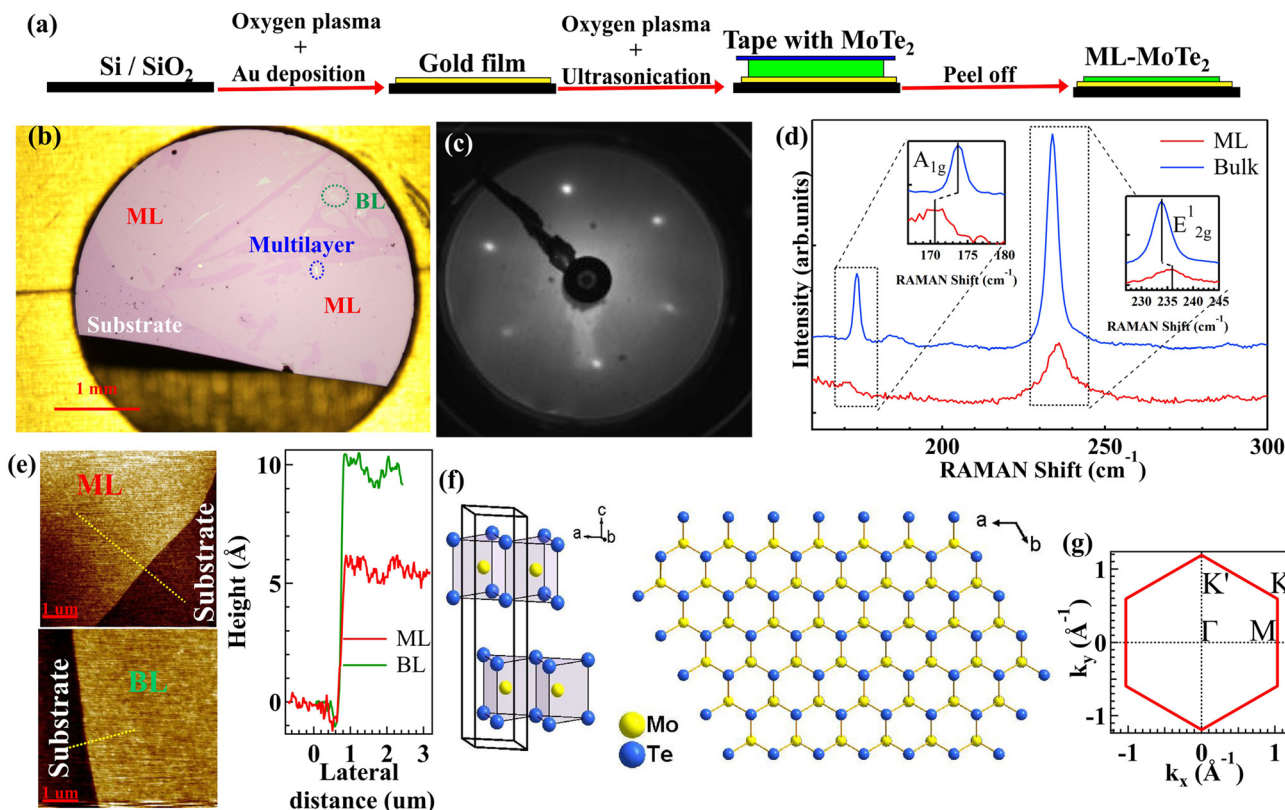 (a)
Si / SiO₂
Oxygen plasma
+
Au deposition
Gold film
Oxygen plasma
+
Ultrasonication
Tape with MoTe₂
Peel off
ML-MoTe₂
(b)
ML
BL
Multilayer
ML
Substrate
1 mm
(c)
(d)
Intensity (arb.units)
ML
Bulk
A₁g
170 173 176 180
RAMAN Shift (cm⁻¹)
E¹₂g
230 235 240 245
RAMAN Shift (cm⁻¹)
200 250 300
RAMAN Shift (cm⁻¹)
(e)
ML
Substrate
1 um
BL
Substrate
1 um
Height (Å)
10
5
0
ML
BL
0 1 2 3
Lateral
distance (um)
(f)
c
a
b
a
b
Mo
Te
(g)
k_y (Å⁻¹)
1
0
-1
K'
K
Γ
M
-1 0 1
k_x (Å⁻¹)